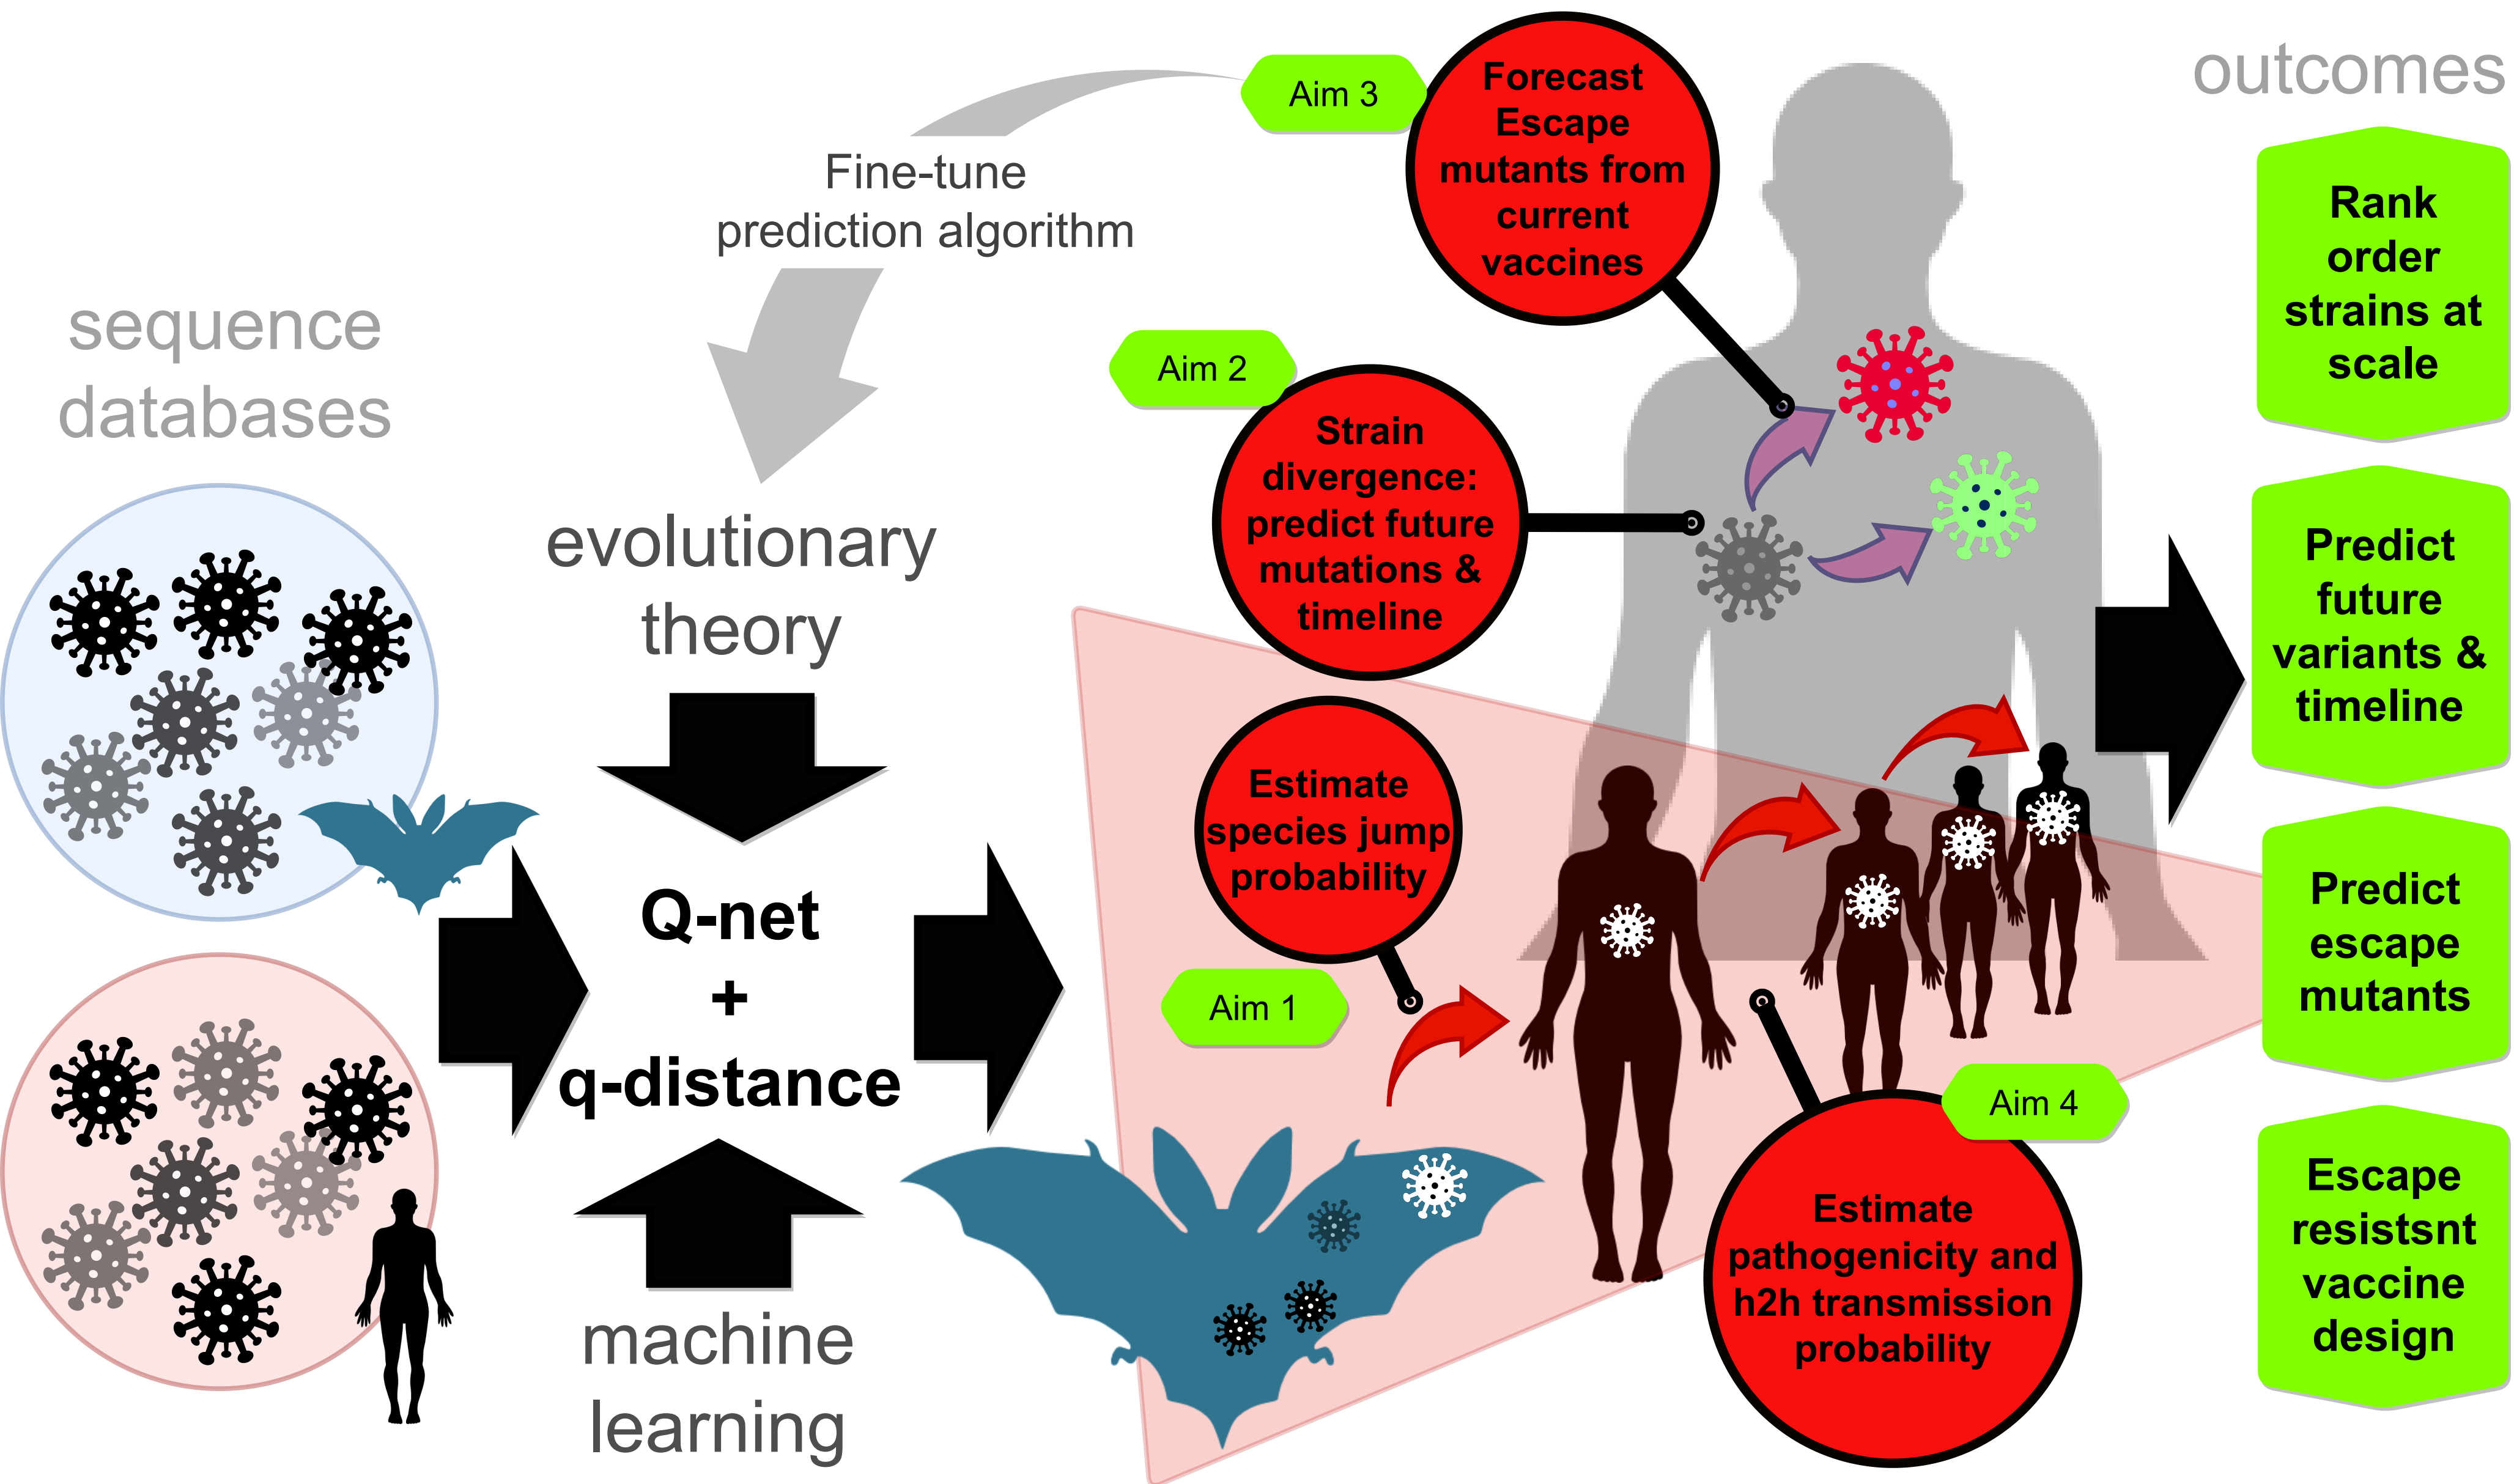 sequence
databases
Fine-tune
prediction algorithm
evolutionary
theory
Q-net
+
q-distance
machine
learning
Aim 3
Forecast
Escape
mutants from
current
vaccines
Aim 2
Strain
divergence:
predict future
mutations &
timeline
Estimate
species jump
probability
Aim 1
Aim 4
Estimate
pathogenicity and
h2h transmission
probability
outcomes
Rank
order
strains at
scale
Predict
future
variants &
timeline
Predict
escape
mutants
Escape
resistsnt
vaccine
design